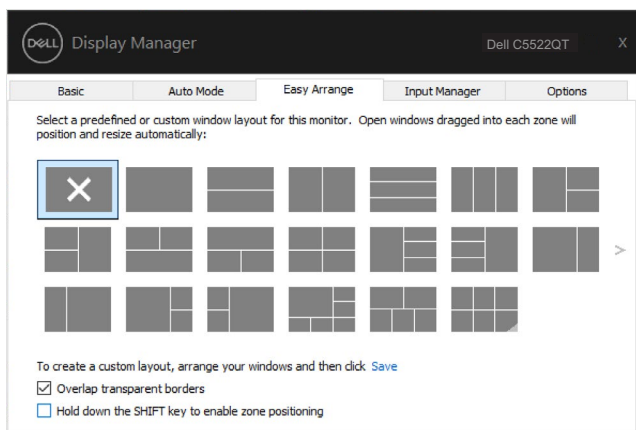 DELL Display Manager Dell C5522QT X
Basic Auto Mode Easy Arrange Input Manager Options
Select a predefined or custom window layout for this monitor. Open windows dragged into each zone will
position and resize automatically:
>
To create a custom layout, arrange your windows and then click Save
Overlap transparent borders
Hold down the SHIFT key to enable zone positioning